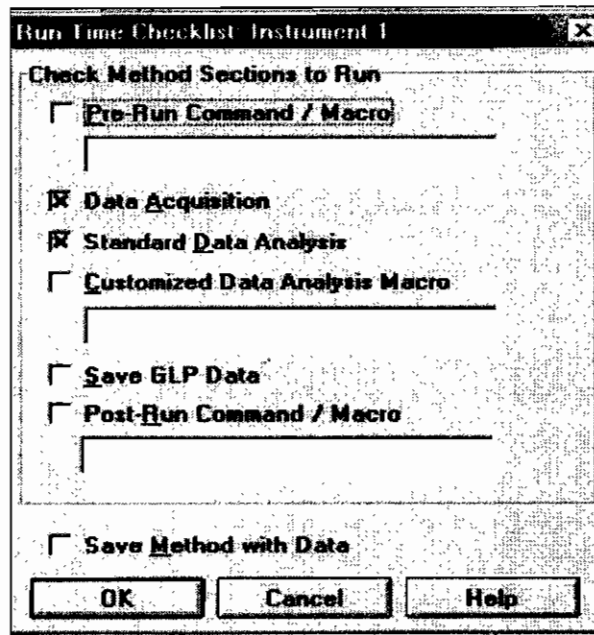 Run Time Checklist: Instrument 1
Check Method Sections to Run
Pre-Run Command / Macro
Data Acquisition
Standard Data Analysis
Customized Data Analysis Macro
Save GLP Data
Post-Run Command / Macro
Save Method with Data
OK
Cancel
Help